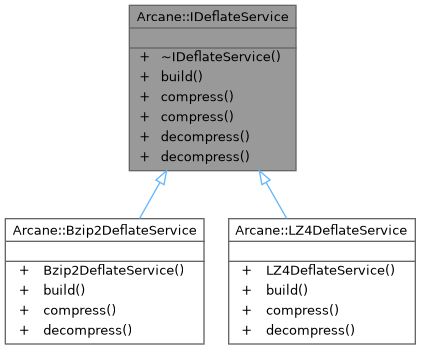 Arcane::IDeflateService
+ ~IDeflateService()
+ build()
+ compress()
+ compress()
+ decompress()
+ decompress()
Arcane::Bzip2DeflateService
+ Bzip2DeflateService()
+ build()
+ compress()
+ decompress()
Arcane::LZ4DeflateService
+ LZ4DeflateService()
+ build()
+ compress()
+ decompress()